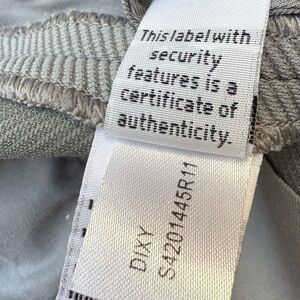 This label with
security
features is a
certificate of
authenticity.
DIXY
S4201445R11